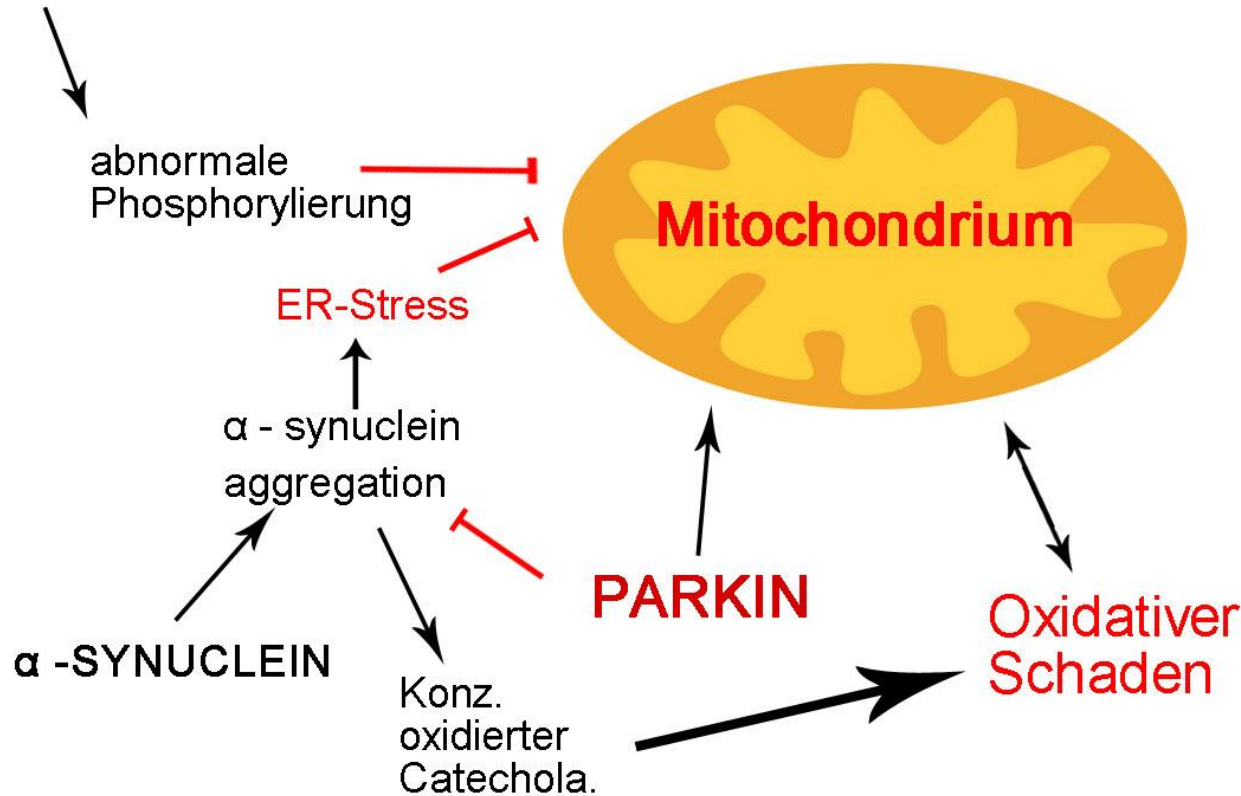 abnormale
Phosphorylierung
Mitochondrium
ER-Stress
α - synuclein
aggregation
PARKIN
Oxidativer
Schaden
α -SYNUCLEIN
Konz.
oxidierter
Catechola.